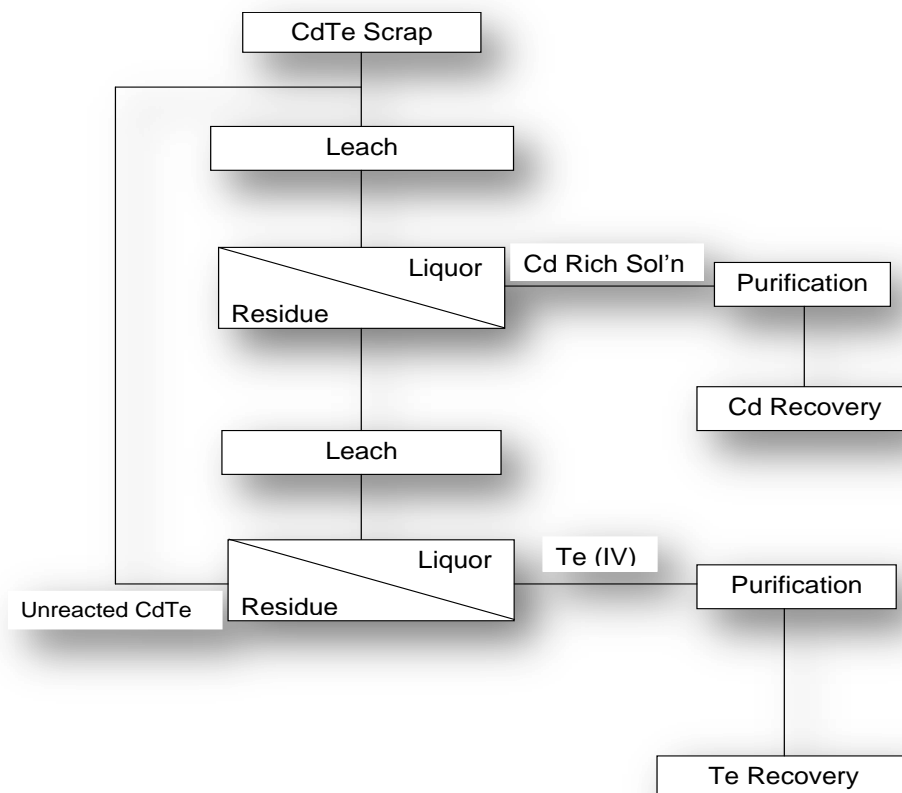 CdTe Scrap
Leach
Liquor
Residue
Cd Rich Sol'n
Purification
Cd Recovery
Leach
Liquor
Residue
Te (IV)
Purification
Unreacted CdTe
Te Recovery